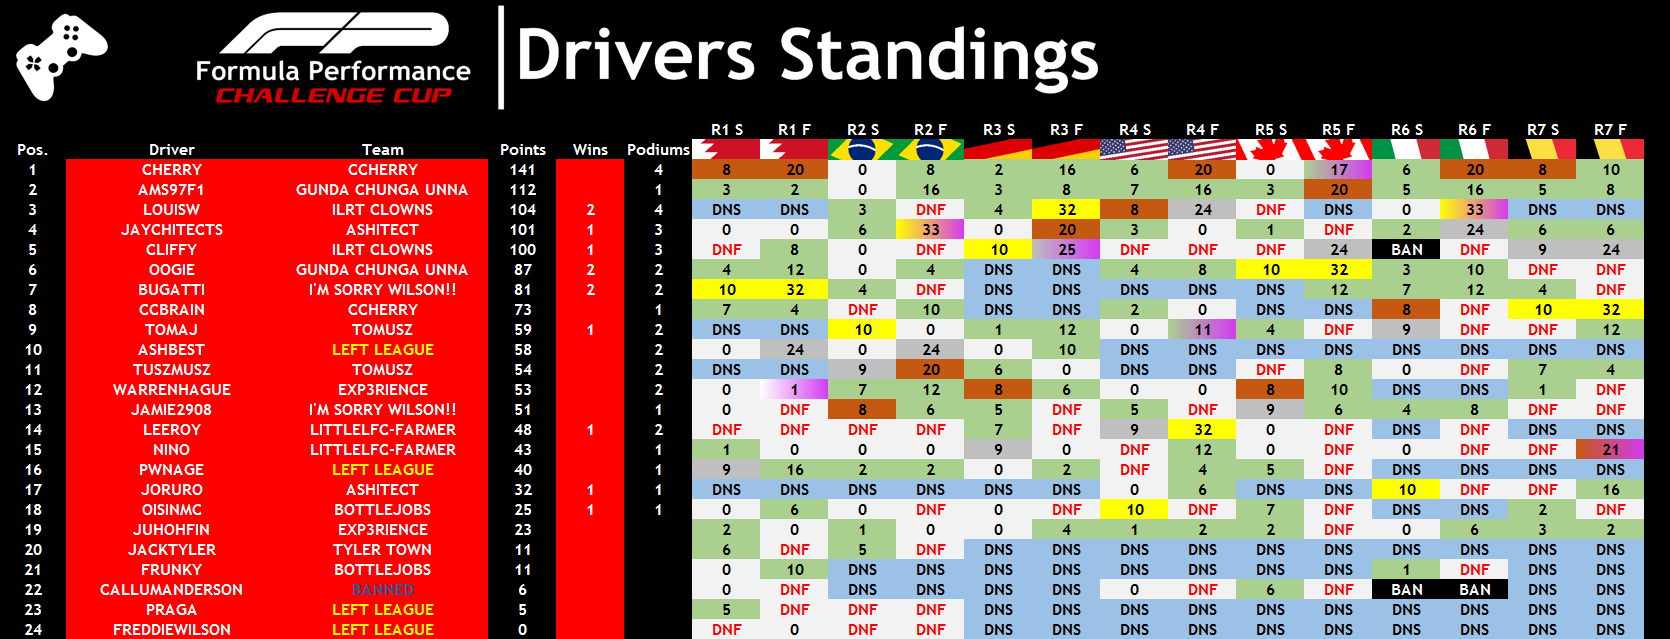 Formula Performance
CHALLENGE CUP
Drivers Standings
R1 S R1 F R2 S R2 F R3 S R3 F R4 S R4 F R5 S R5 F R6 S R6 F R7 S R7 F
Pos. Driver Team Points Wins Podiums
1 CHERRY CCHERRY 141 4 8 20 0 8 2 16 6 20 0 17 6 20 8 10
2 AMS97F1 GUNDA CHUNGA UNNA 112 1 3 2 0 16 3 8 7 16 3 20 5 16 5 8
3 LOUISW ILRT CLOWNS 104 2 4 DNS DNS 3 DNF 4 32 8 24 DNF DNS 0 33 DNS DNS
4 JAYCHITECTS ASHITECT 101 1 3 0 0 6 33 0 20 3 0 1 DNF 2 24 6 6
5 CLIFFY ILRT CLOWNS 100 1 3 DNF 8 0 DNF 10 25 DNF DNF DNF 24 BAN DNF 9 24
6 OOGIE GUNDA CHUNGA UNNA 87 2 2 4 12 0 4 DNS DNS 4 8 10 32 3 10 DNF DNF
7 BUGATTI I'M SORRY WILSON!! 81 2 2 10 32 4 DNF DNS DNS DNS DNS DNS 12 7 12 4 DNF
8 CCBRAIN CCHERRY 73 1 7 4 DNF 10 DNS DNS 2 0 DNS DNS 8 DNF 10 32
9 TOMAJ TOMUSZ 59 1 2 DNS DNS 10 0 1 12 0 11 4 DNF 9 DNF DNF 12
10 ASHBEST LEFT LEAGUE 58 2 0 24 0 24 0 10 DNS DNS DNS DNS DNS DNS DNS DNS
11 TUSZMUSZ TOMUSZ 54 2 DNS DNS 9 20 6 0 DNS DNS DNF 8 0 DNF 7 4
12 WARRENHAGUE EXP3RIENCE 53 2 0 1 7 12 8 6 0 0 8 10 DNS DNS 1 DNF
13 JAMIE2908 I'M SORRY WILSON!! 51 1 0 DNF 8 6 5 DNF 5 DNF 9 6 4 8 DNF DNF
14 LEEROY LITTLELFC-FARMER 48 1 2 DNF DNF DNF DNF 7 DNF 9 32 0 DNF DNS DNF DNS DNS
15 NINO LITTLELFC-FARMER 43 1 1 0 0 0 9 0 DNF 12 0 DNF 0 DNF 0 21
16 PWNAGE LEFT LEAGUE 40 1 9 16 2 2 0 2 DNF 4 5 DNF DNS DNS DNS DNS
17 JORURO ASHITECT 32 1 1 DNS DNS DNS DNS DNS DNS 0 6 DNS DNS 10 DNF DNF 16
18 OISINMC BOTTLEJOBS 25 1 1 0 6 0 DNF 0 DNF 10 DNF 7 DNF DNS DNS 2 DNF
19 JUHOHFIN EXP3RIENCE 23 2 0 1 0 0 4 1 2 2 DNF 0 6 3 2
20 JACKTYLER TYLER TOWN 11 6 DNF 5 DNF DNS DNS DNS DNS DNS DNS DNS DNS DNS DNS
21 FRUNKY BOTTLEJOBS 11 0 10 DNS DNS DNS DNS DNS DNS DNS DNS 1 DNF DNS DNS
22 CALLUMANDERSON BANNED 6 0 DNF DNS DNS DNS DNS 0 DNF 6 DNF BAN BAN DNS DNS
23 PRAGA LEFT LEAGUE 5 5 DNF DNF DNF DNS DNS DNS DNS DNS DNS DNS DNS DNS DNS
24 FREDDIEWILSON LEFT LEAGUE 0 DNF 0 DNF DNF DNS DNS DNS DNS DNS DNS DNS DNS DNS DNS